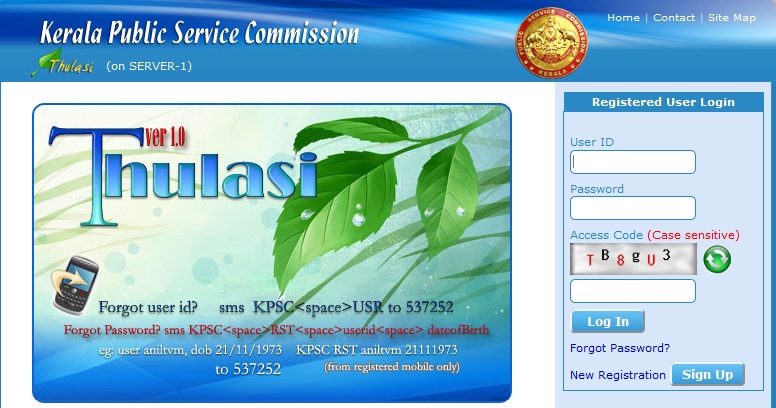 Kerala Public Service Commission
Thulasi (on SERVER-1)
PUBLIC SERVICE COMMISSION
KERALA
Home | Contact | Site Map
ver 1.0
Thulasi
Forgot user id? sms KPSC<space>USR to 537252
Forgot Password? sms KPSC<space>RST<space>userid<space> dateofBirth
eg: user aniltvm, dob 21/11/1973 KPSC RST aniltvm 21111973
to 537252 (from registered mobile only)
Registered User Login
User ID
Password
Access Code (Case sensitive)
TB8gU3
Log In
Forgot Password?
New Registration Sign Up